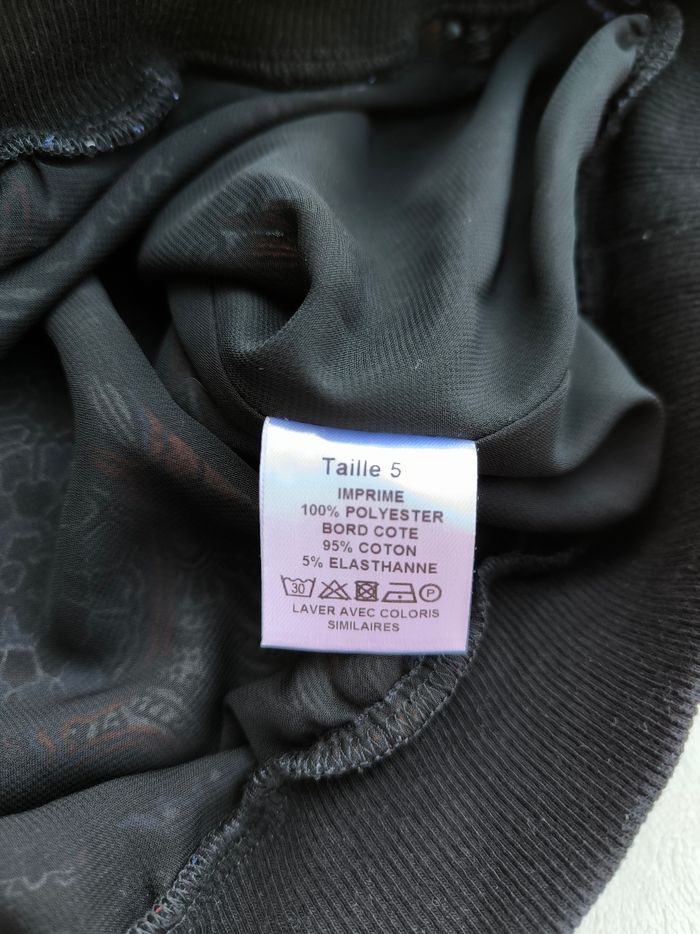 Taille 5
IMPRIME
100% POLYESTER
BORD COTE
95% COTON
5% ELASTHANNE
30 P
LAVER AVEC COLORIS
SIMILAIRES